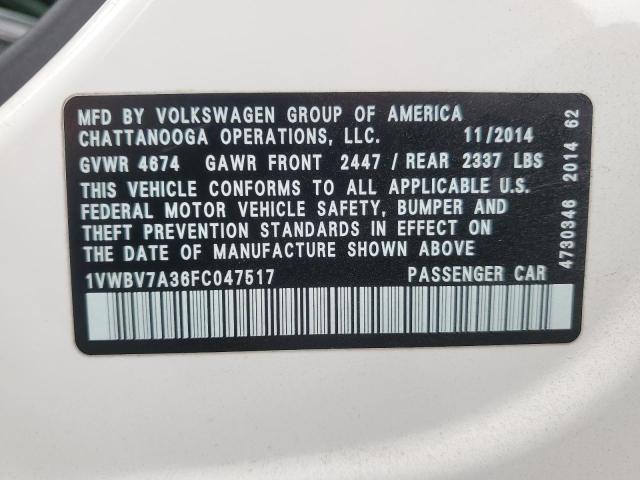 MFD BY VOLKSWAGEN GROUP OF AMERICA
CHATTANOOGA OPERATIONS, LLC. 11/2014
GVWR 4674 GAWR FRONT 2447 / REAR 2337 LBS
THIS VEHICLE CONFORMS TO ALL APPLICABLE U.S.
FEDERAL MOTOR VEHICLE SAFETY, BUMPER AND
THEFT PREVENTION STANDARDS IN EFFECT ON
THE DATE OF MANUFACTURE SHOWN ABOVE
1VWBV7A36FC047517 PASSENGER CAR
4730346 2014 62